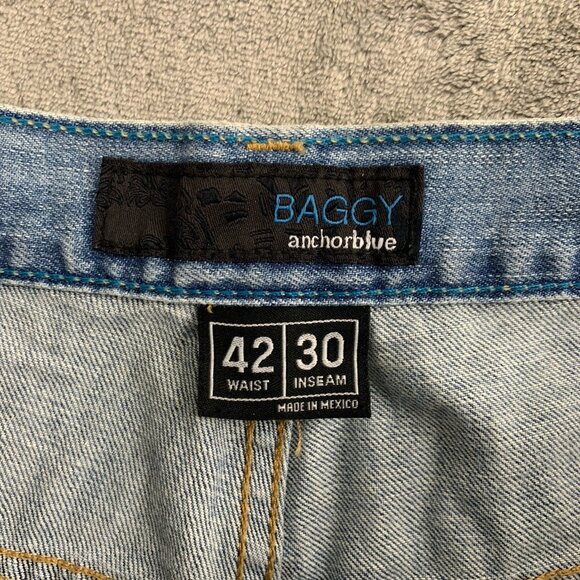 BAGGY
anchorblue
42 30
WAIST INSEAM
MADE IN MEXICO